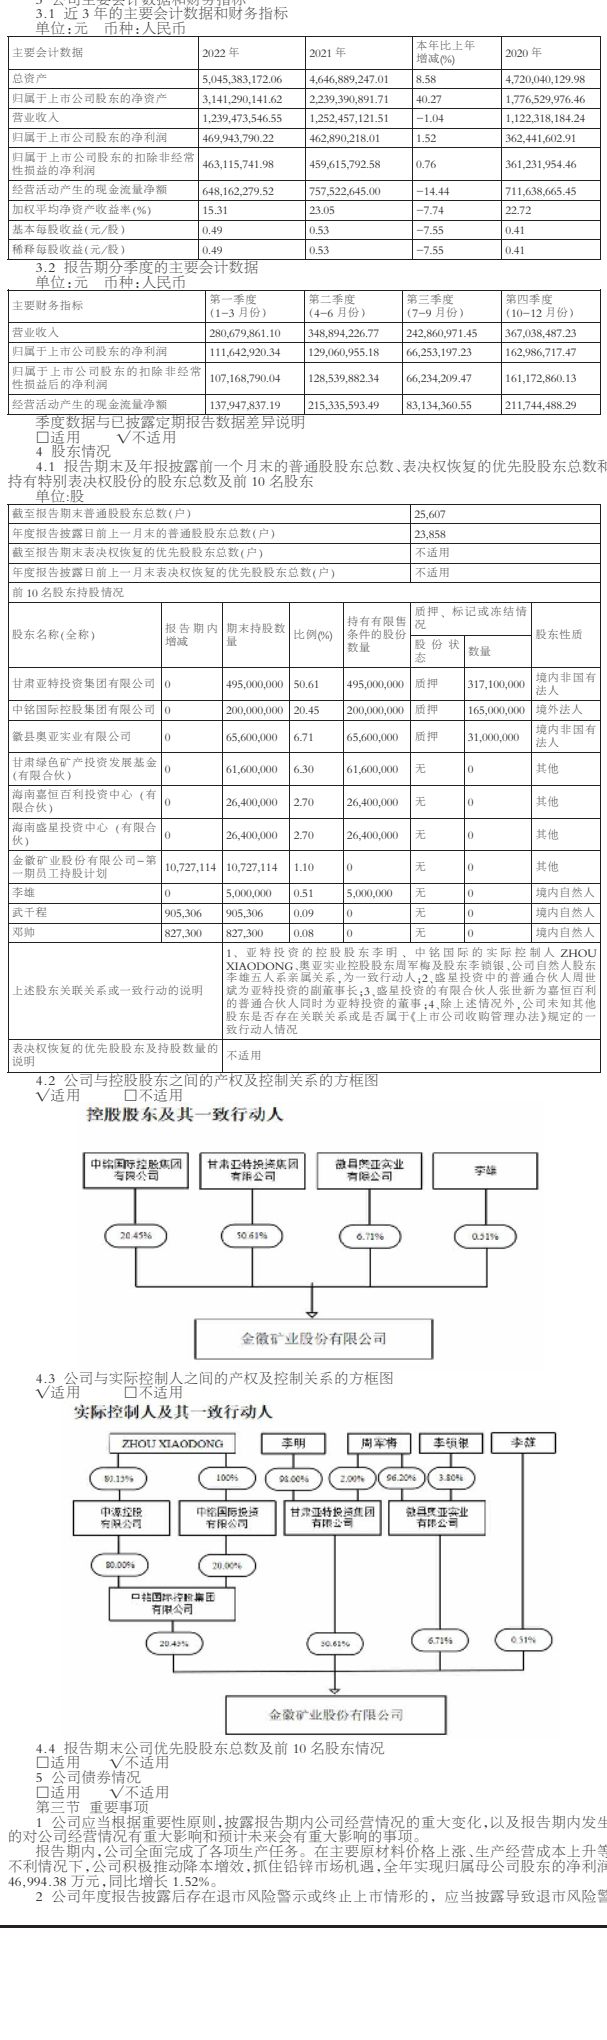 3.1 近3年的主要会计数据和财务指标
单位:元 币种:人民币
主要会计数据 2022年 2021年 本年比上年增减(%) 2020年
总资产 5,045,383,172.06 4,646,889,247.01 8.58 4,720,040,129.98
归属于上市公司股东的净资产 3,141,290,141.62 2,239,390,891.71 40.27 1,776,529,976.46
营业收入 1,239,473,546.55 1,252,457,121.51 -1.04 1,122,318,184.24
归属于上市公司股东的净利润 469,943,790.22 462,890,218.01 1.52 362,441,602.91
归属于上市公司股东的扣除非经常性损益的净利润 463,115,741.98 459,615,792.58 0.76 361,231,954.46
经营活动产生的现金流量净额 648,162,279.52 757,522,645.00 -14.44 711,638,665.45
加权平均净资产收益率(%) 15.31 23.05 -7.74 22.72
基本每股收益(元/股) 0.49 0.53 -7.55 0.41
稀释每股收益(元/股) 0.49 0.53 -7.55 0.41
3.2 报告期分季度的主要会计数据
单位:元 币种:人民币
主要财务指标 第一季度(1-3月份) 第二季度(4-6月份) 第三季度(7-9月份) 第四季度(10-12月份)
营业收入 280,679,861.10 348,894,226.77 242,860,971.45 367,038,487.23
归属于上市公司股东的净利润 111,642,920.34 129,060,955.18 66,253,197.23 162,986,717.47
归属于上市公司股东的扣除非经常性损益后的净利润 107,168,790.04 128,539,882.34 66,234,209.47 161,172,860.13
经营活动产生的现金流量净额 137,947,837.19 215,335,593.49 83,134,360.55 211,744,488.29
季度数据与已披露定期报告数据差异说明
□适用 √不适用
4 股东情况
4.1 报告期末及年报披露前一个月末的普通股股东总数、表决权恢复的优先股股东总数和
持有特别表决权股份的股东总数及前10名股东
单位:股
截至报告期末普通股股东总数(户) 25,607
年度报告披露日前上一月末的普通股股东总数(户) 23,858
截至报告期末表决权恢复的优先股股东总数(户) 不适用
年度报告披露日前上一月末表决权恢复的优先股股东总数(户) 不适用
前10名股东持股情况
股东名称(全称) 报告期内增减 期末持股数量 比例(%) 持有有限售条件的股份数量 质押、标记或冻结情况 股东性质
股份状态 数量
甘肃亚特投资集团有限公司 0 495,000,000 50.61 495,000,000 质押 317,100,000 境内非国有法人
中铭国际控股集团有限公司 0 200,000,000 20.45 200,000,000 质押 165,000,000 境外法人
徽县奥亚实业有限公司 0 65,600,000 6.71 65,600,000 质押 31,000,000 境内非国有法人
甘肃绿色矿产投资发展基金(有限合伙) 0 61,600,000 6.30 61,600,000 无 0 其他
海南嘉恒百利投资中心(有限合伙) 0 26,400,000 2.70 26,400,000 无 0 其他
海南盛星投资中心(有限合伙) 0 26,400,000 2.70 26,400,000 无 0 其他
金徽矿业股份有限公司-第一期员工持股计划 10,727,114 10,727,114 1.10 0 无 0 其他
李雄 0 5,000,000 0.51 5,000,000 无 0 境内自然人
武千程 905,306 905,306 0.09 0 无 0 境内自然人
邓帅 827,300 827,300 0.08 0 无 0 境内自然人
上述股东关联关系或一致行动的说明
1、亚特投资的控股股东李明、中铭国际的实际控制人ZHOU
XIAODONG、奥亚实业控股股东周军梅及股东李锁银、公司自然人股东
李雄五人系亲属关系,为一致行动人;2、盛星投资中的普通合伙人周世
斌为亚特投资的副董事长;3、盛星投资的有限合伙人张世新为嘉恒百利
的普通合伙人同时为亚特投资的董事;4、除上述情况外,公司未知其他
股东是否存在关联关系或是否属于《上市公司收购管理办法》规定的一
致行动人情况
表决权恢复的优先股股东及持股数量的说明 不适用
4.2 公司与控股股东之间的产权及控制关系的方框图
√适用 □不适用
控股股东及其一致行动人
中铭国际控股集团有限公司 甘肃亚特投资集团有限公司 徽县奥亚实业有限公司 李雄
20.45% 50.61% 6.71% 0.51%
金徽矿业股份有限公司
4.3 公司与实际控制人之间的产权及控制关系的方框图
√适用 □不适用
实际控制人及其一致行动人
ZHOU XIAODONG 李明 周军梅 李锁银 李雄
100% 98.00% 2.00% 96.20% 3.80%
中源控股有限公司 中铭国际投资有限公司 甘肃亚特投资集团有限公司 徽县奥亚实业有限公司
80.00% 20.00%
中铭国际控股集团有限公司
20.45% 50.61% 6.71% 0.51%
金徽矿业股份有限公司
4.4 报告期末公司优先股股东总数及前10名股东情况
□适用 √不适用
5 公司债券情况
□适用 √不适用
第三节 重要事项
1 公司应当根据重要性原则,披露报告期内公司经营情况的重大变化,以及报告期内发生
的对公司经营情况有重大影响和预计未来会有重大影响的事项。
报告期内,公司全面完成了各项生产任务。在主要原材料价格上涨、生产经营成本上升等
不利情况下,公司积极推动降本增效,抓住铅锌市场机遇,全年实现归属母公司股东的净利润
46,994.38万元,同比增长1.52%。
2 公司年度报告披露后存在退市风险警示或终止上市情形的,应当披露导致退市风险警